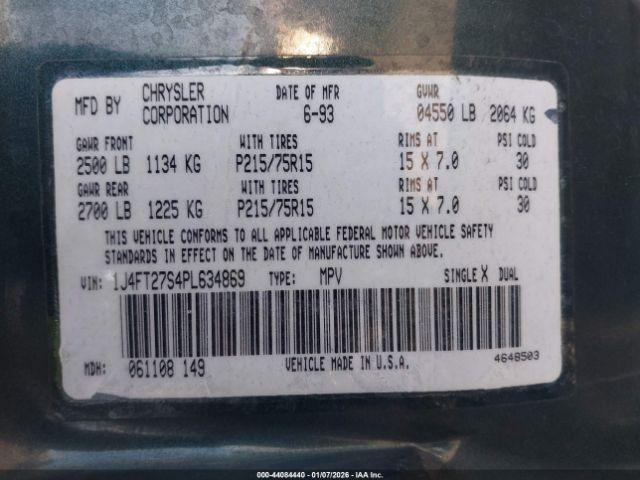 MFD BY CHRYSLER CORPORATION DATE OF MFR 6-93 GVWR 04550 LB 2064 KG
GAWR FRONT WITH TIRES RIMS AT PSI COLD
2500 LB 1134 KG P215/75R15 15 X 7.0 30
GAWR REAR WITH TIRES RIMS AT PSI COLD
2700 LB 1225 KG P215/75R15 15 X 7.0 30
THIS VEHICLE CONFORMS TO ALL APPLICABLE FEDERAL MOTOR VEHICLE SAFETY
STANDARDS IN EFFECT ON THE DATE OF MANUFACTURE SHOWN ABOVE.
VIN: 1J4FT27S4PL634869 TYPE: MPV SINGLE X DUAL
MDH: 061108 149 VEHICLE MADE IN U.S.A. 4648503
000-44084440 - 01/07/2026 - IAA Inc.